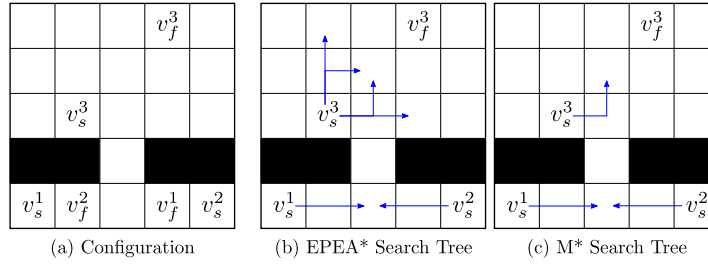 v_f^3 v_f^3 v_f^3
v_s^3 v_s^3 v_s^3
v_s^1 v_f^2 v_f^1 v_s^2 v_s^1 v_s^2 v_s^1 v_s^2
(a) Configuration (b) EPEA* Search Tree (c) M* Search Tree